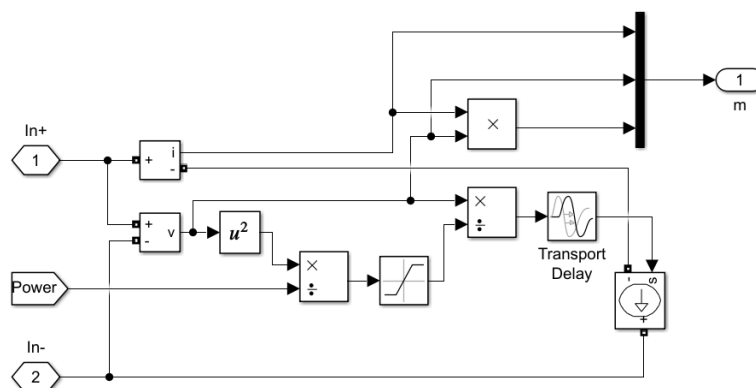 1
m
In+
1
+
i
-
×
+
-
v
u²
×
÷
Transport
Delay
×
÷
Power
-
s
+
In-
2